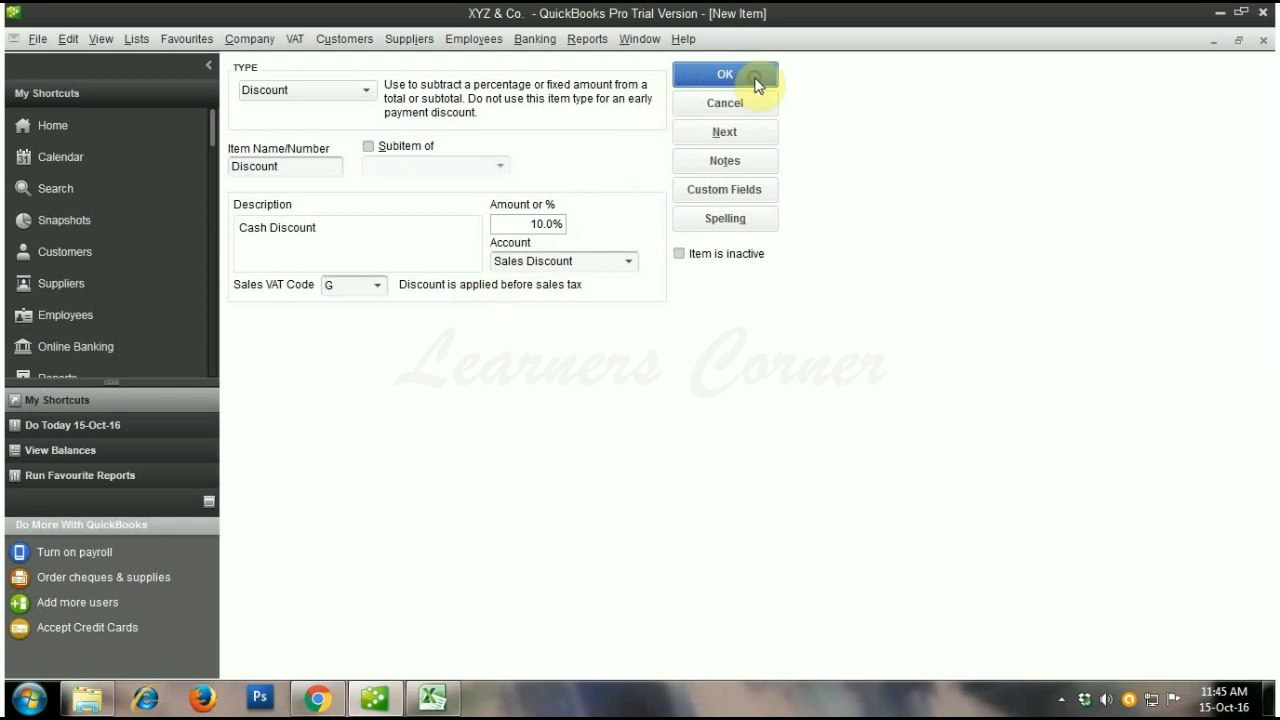 XYZ & Co. - QuickBooks Pro Trial Version - [New Item]
File Edit View Lists Favourites Company VAT Customers Suppliers Employees Banking Reports Window Help
My Shortcuts
Home
Calendar
Search
Snapshots
Customers
Suppliers
Employees
Online Banking
Reports
My Shortcuts
Do Today 15-Oct-16
View Balances
Run Favourite Reports
Do More With QuickBooks
Turn on payroll
Order cheques & supplies
Add more users
Accept Credit Cards
TYPE
Discount
Use to subtract a percentage or fixed amount from a
total or subtotal. Do not use this item type for an early
payment discount.
Item Name/Number
Subitem of
Discount
Description
Amount or %
Cash Discount
10.0%
Account
Sales Discount
Sales VAT Code G Discount is applied before sales tax
OK
Cancel
Next
Notes
Custom Fields
Spelling
Item is inactive
Learners Corner
Ps
11:45 AM
15-Oct-16